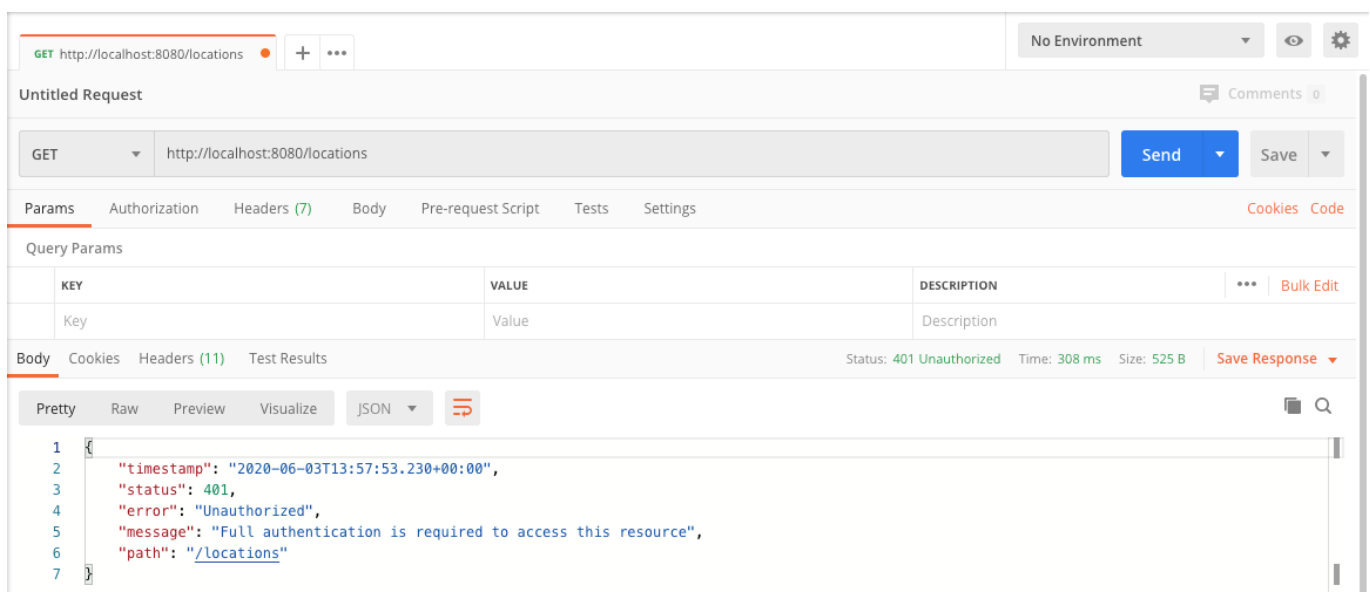 GET http://localhost:8080/locations
No Environment
Untitled Request
Comments 0
GET http://localhost:8080/locations Send Save
Params Authorization Headers (7) Body Pre-request Script Tests Settings Cookies Code
Query Params
KEY VALUE DESCRIPTION ••• Bulk Edit
Key Value Description
Body Cookies Headers (11) Test Results Status: 401 Unauthorized Time: 308 ms Size: 525 B Save Response
Pretty Raw Preview Visualize JSON
1 {
2 "timestamp": "2020-06-03T13:57:53.230+00:00",
3 "status": 401,
4 "error": "Unauthorized",
5 "message": "Full authentication is required to access this resource",
6 "path": "/locations"
7 }